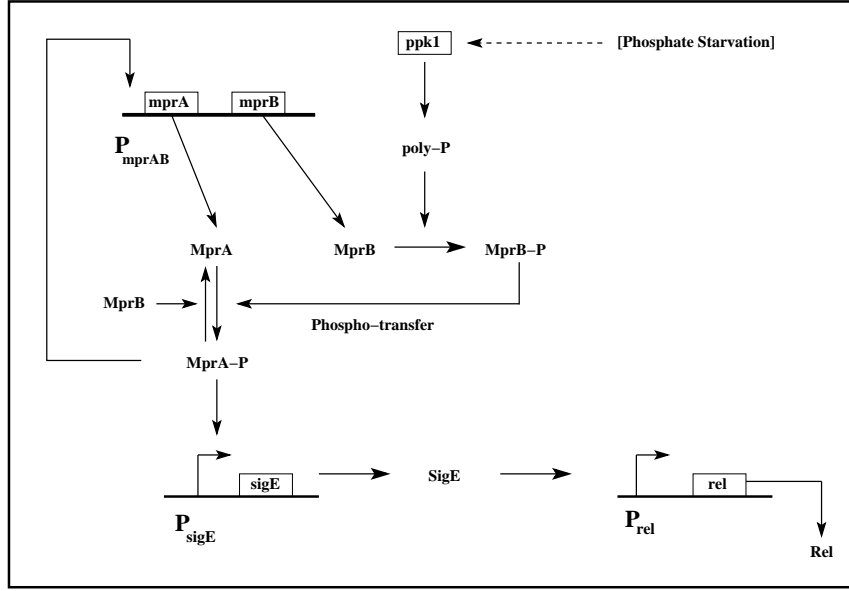 ppk1
[Phosphate Starvation]
mprA
mprB
P mprAB
poly–P
MprA
MprB
MprB–P
MprB
Phospho–transfer
MprA–P
sigE
SigE
rel
P sigE
P rel
Rel